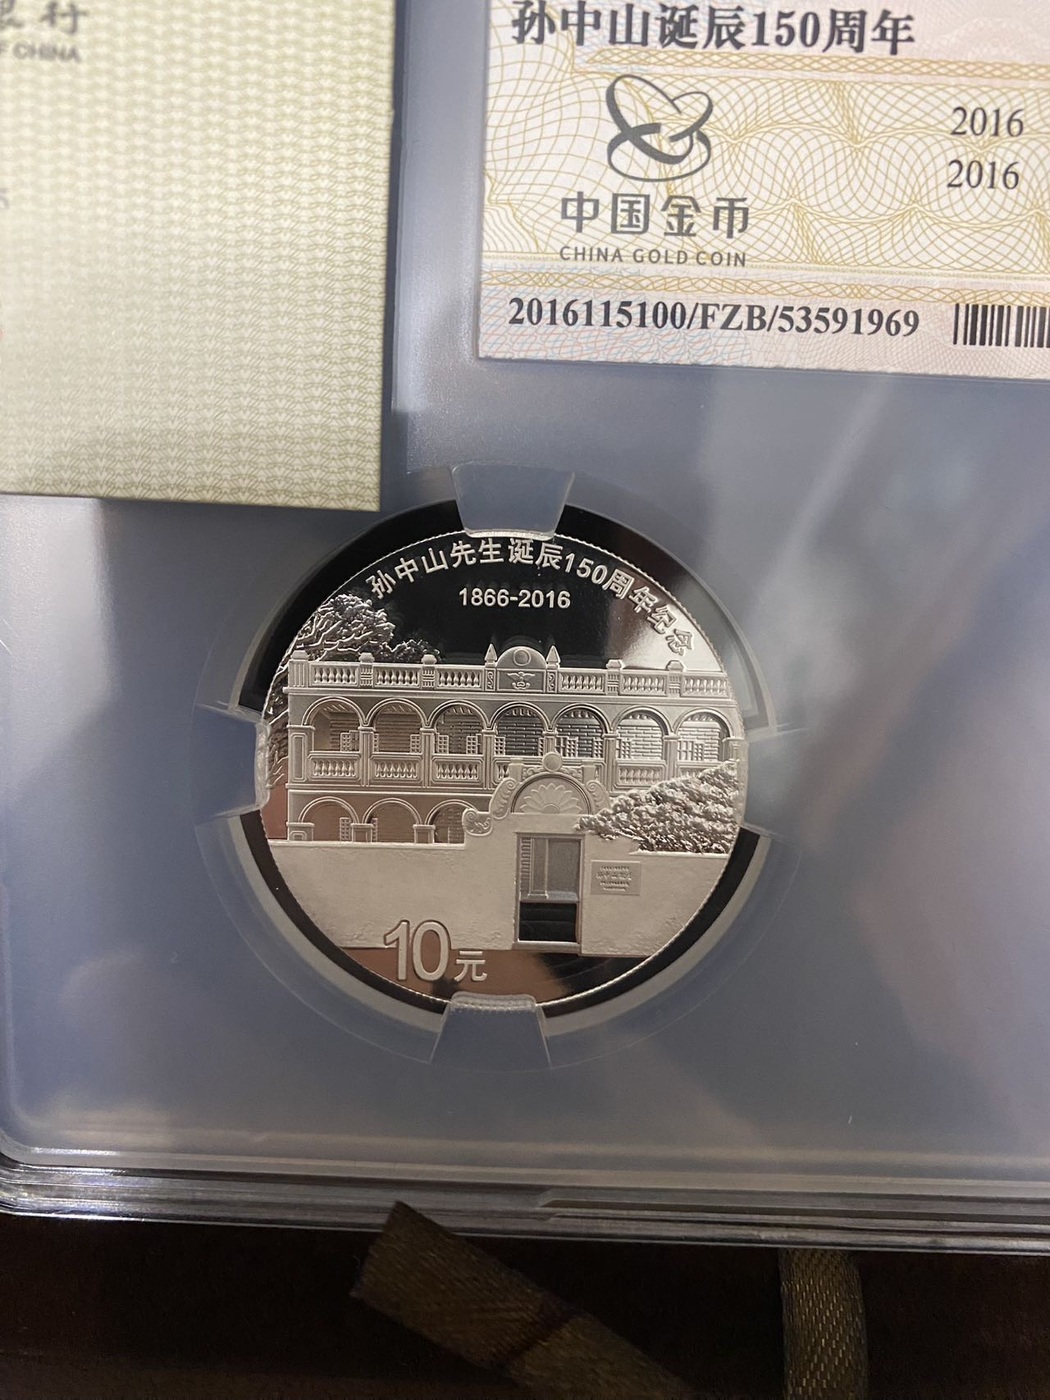 OF CHINA
孙中山诞辰150周年
2016
2016
中国金币
CHINA GOLD COIN
2016115100/FZB/53591969
孙中山先生诞辰150周年纪念
1866-2016
10元